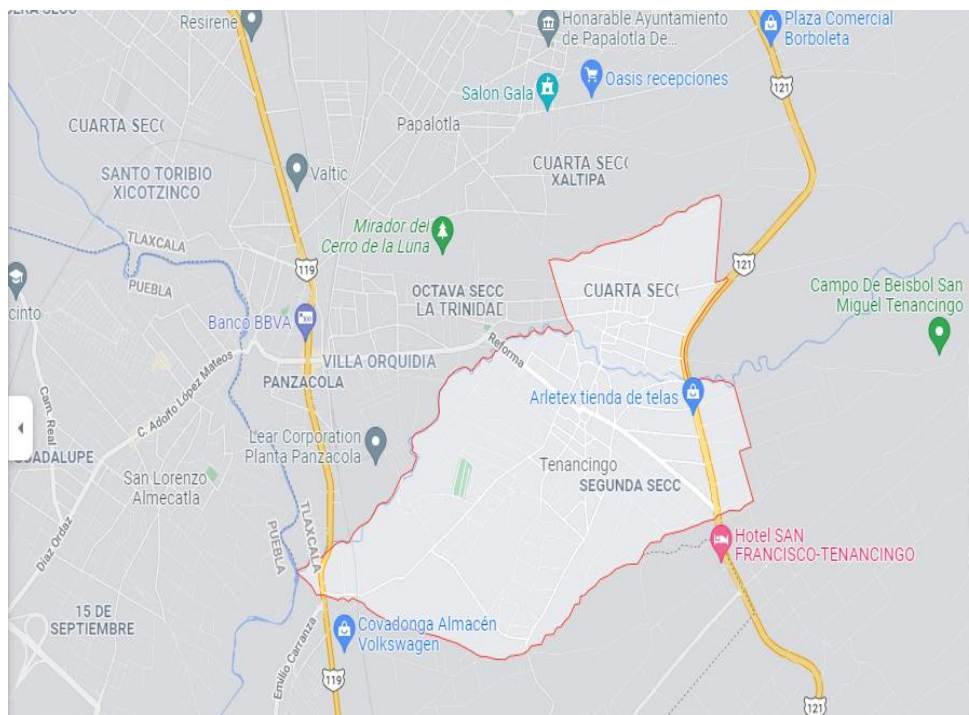 Resirene
Honorable Ayuntamiento
de Papalotla De...
Plaza Comercial
Borboleta
121
Oasis recepciones
Salon Gala
Papalotla
CUARTA SECC
SANTO TORIBIO
XICOTZINCO
Valtic
CUARTA SECC
XALTIPA
Mirador del
Cerro de la Luna
TLAXCALA
PUEBLA
119
121
OCTAVA SECC
LA TRINIDAD
CUARTA SECC
Campo De Beisbol San
Miguel Tenancingo
cinto
Banco BBVA
Reforma
VILLA ORQUIDIA
PANZACOLA
C. Adolfo López Mateos
Cam. Real
Arletex tienda de telas
Lear Corporation
Planta Panzacola
GUADALUPE
San Lorenzo
Almecatla
Tenancingo
SEGUNDA SECC
Díaz Ordaz
TLAXCALA
PUEBLA
Hotel SAN
FRANCISCO-TENANCINGO
15 DE
SEPTIEMBRE
Covadonga Almacén
Volkswagen
Emilio Carranza
119
121